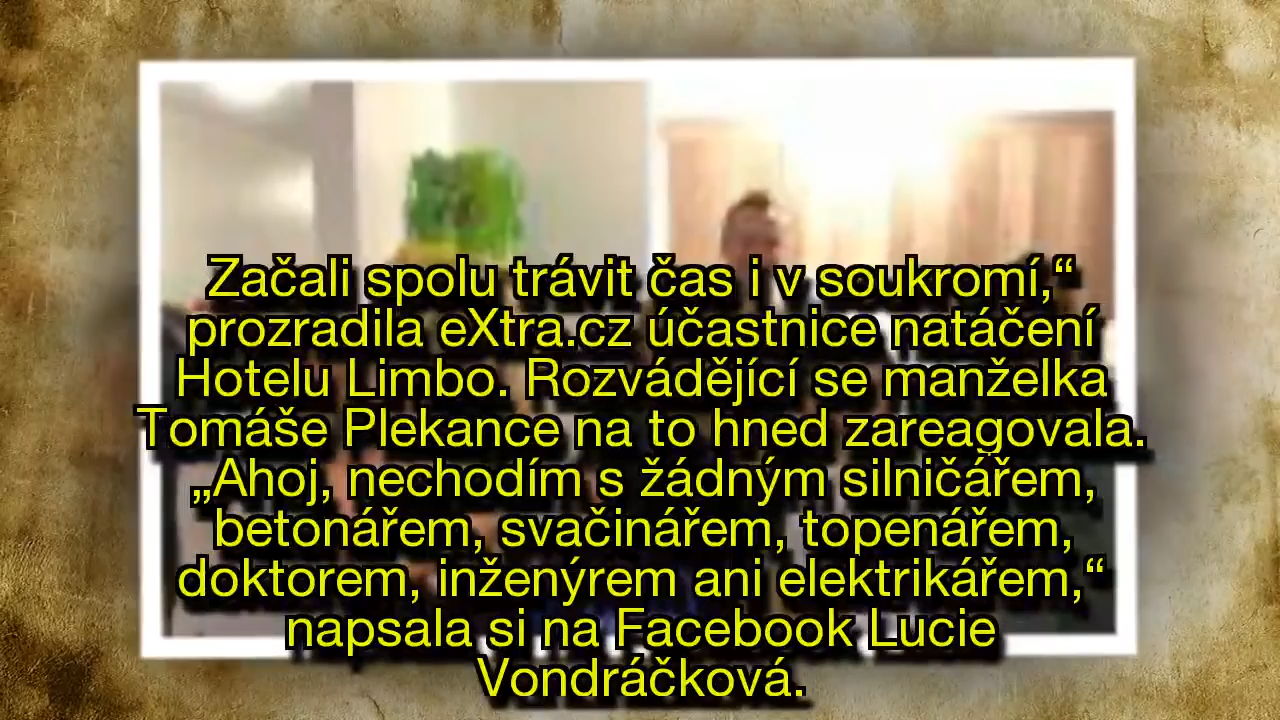 Začali spolu trávit čas i v soukromí,“
prozradila eXtra.cz účastnice natáčení
Hotelu Limbo. Rozvádějící se manželka
Tomáše Plekance na to hned zareagovala.
„Ahoj, nechodím s žádným silničářem,
betonářem, svačinářem, topenářem,
doktorem, inženýrem ani elektrikářem,“
napsala si na Facebook Lucie
Vondráčková.